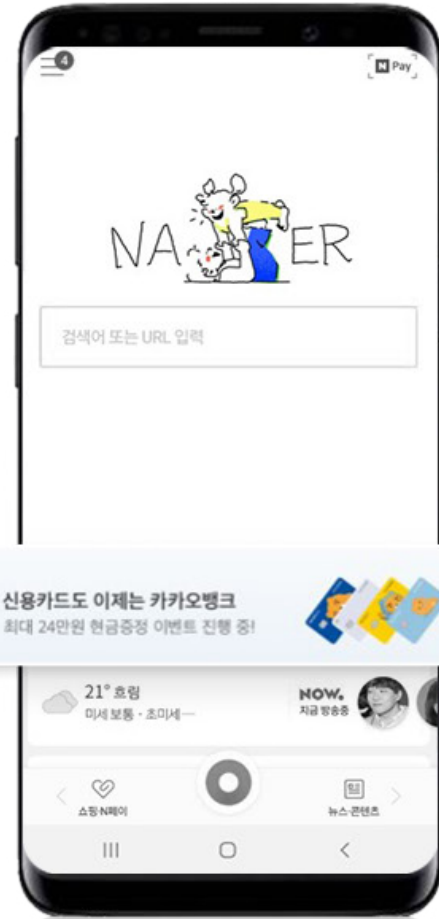 4
N Pay
NAVER
검색어 또는 URL 입력
신용카드도 이제는 카카오뱅크
최대 24만원 현금증정 이벤트 진행 중!
21° 흐림
미세 보통 · 초미세 ···
NOW.
지금 방송중
쇼핑·N페이
뉴스·콘텐츠